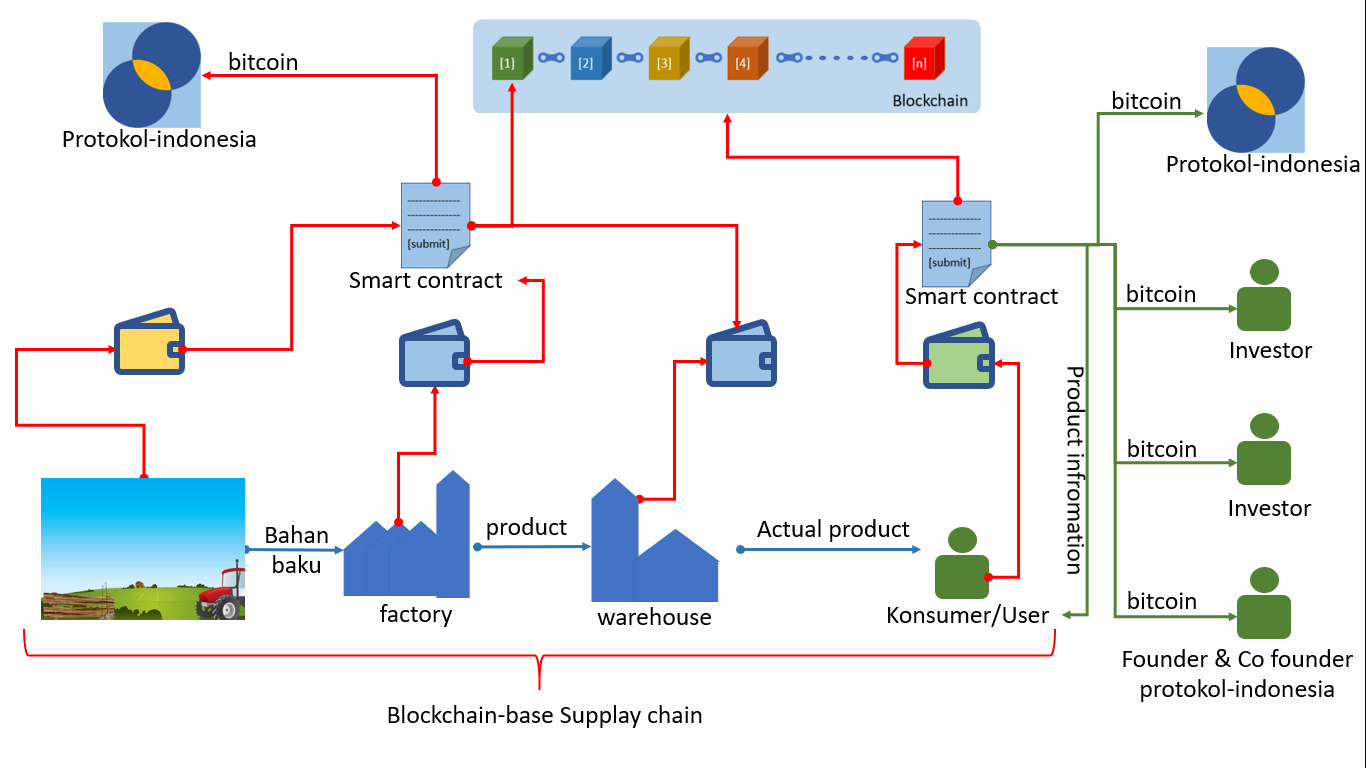 bitcoin
Protokol-indonesia
[1]
[2]
[3]
[4]
[n]
Blockchain
bitcoin
Protokol-indonesia
[submit]
Smart contract
[submit]
Smart contract
bitcoin
Investor
Product infromation
bitcoin
Investor
Bahan
baku
product
Actual product
factory
warehouse
Konsumer/User
bitcoin
Founder & Co founder
protokol-indonesia
Blockchain-base Supplay chain